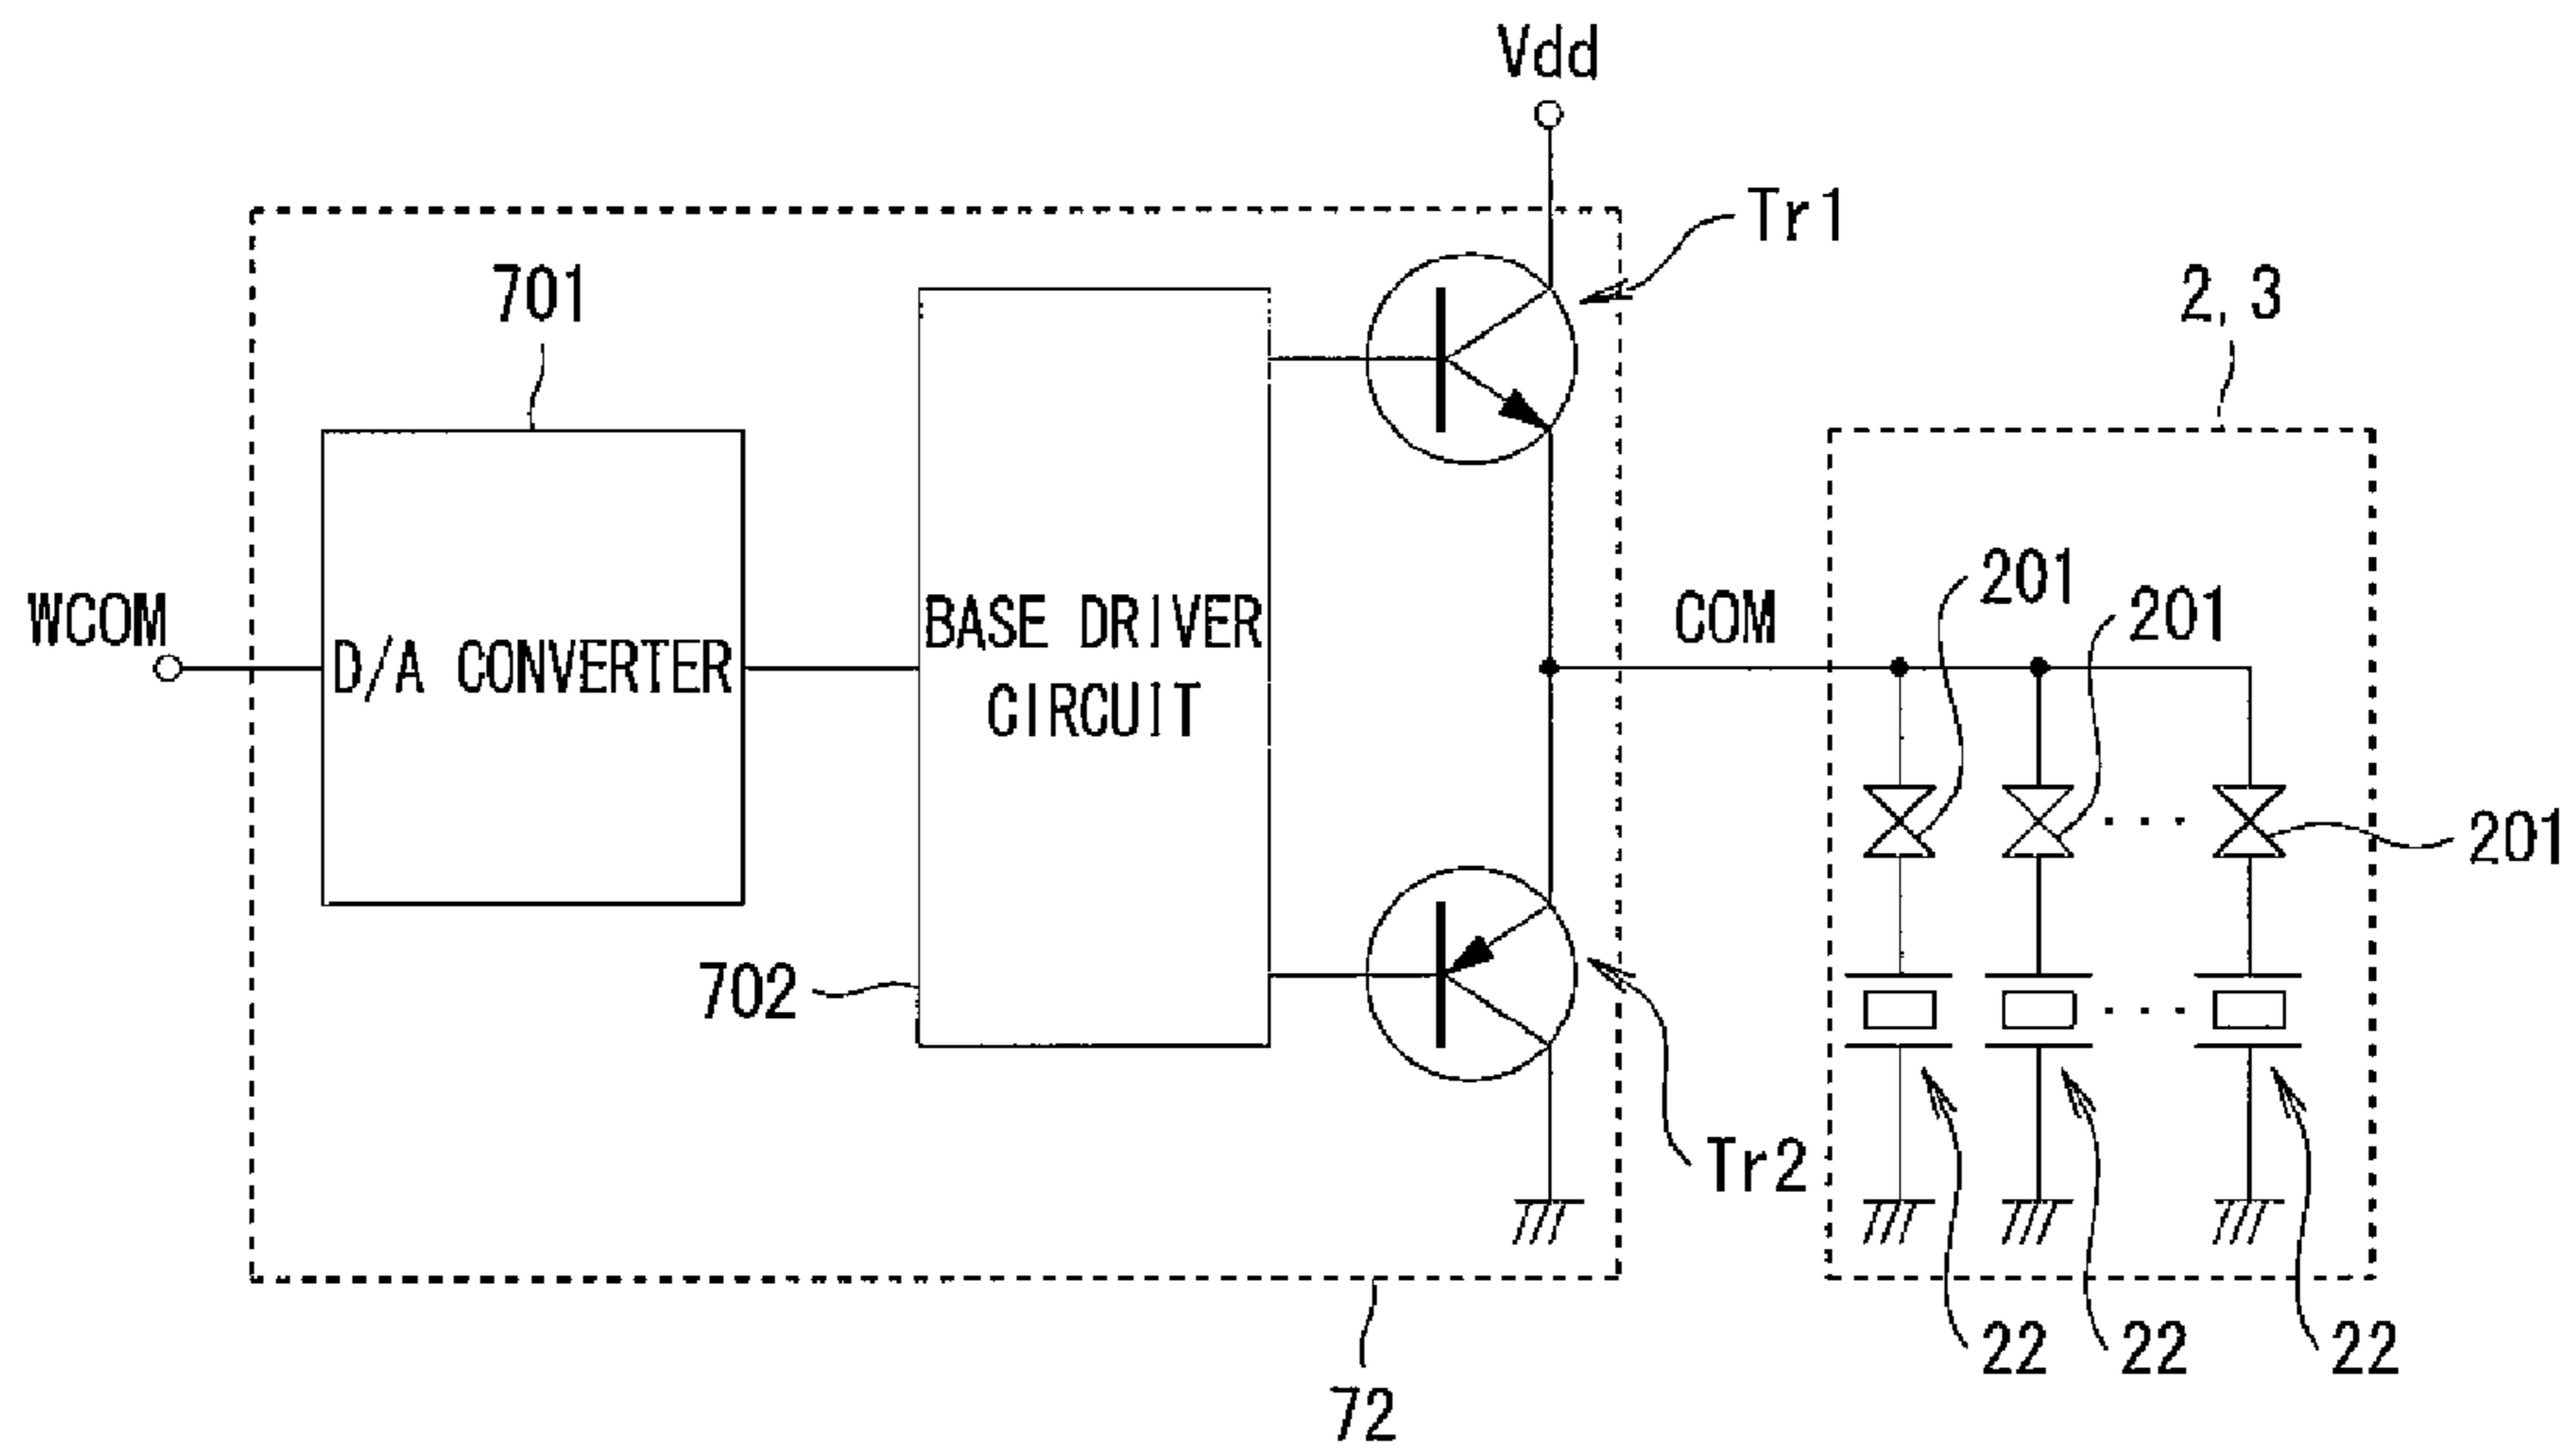 Vdd
Tr1
701
2, 3
201
201
WCOM
D/A CONVERTER
BASE DRIVER
CIRCUIT
COM
201
702
Tr2
22
22
22
72